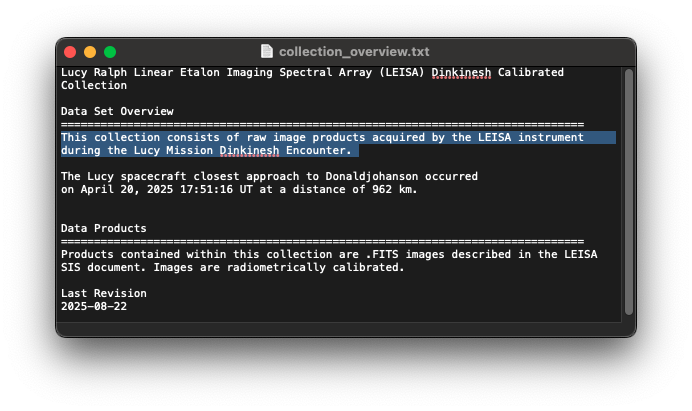 collection_overview.txt
Lucy Ralph Linear Etalon Imaging Spectral Array (LEISA) Dinkinesh Calibrated
Collection
Data Set Overview
===============================================================================
This collection consists of raw image products acquired by the LEISA instrument
during the Lucy Mission Dinkinesh Encounter.
The Lucy spacecraft closest approach to Donaldjohanson occurred
on April 20, 2025 17:51:16 UT at a distance of 962 km.
Data Products
===============================================================================
Products contained within this collection are .FITS images described in the LEISA
SIS document. Images are radiometrically calibrated.
Last Revision
2025-08-22